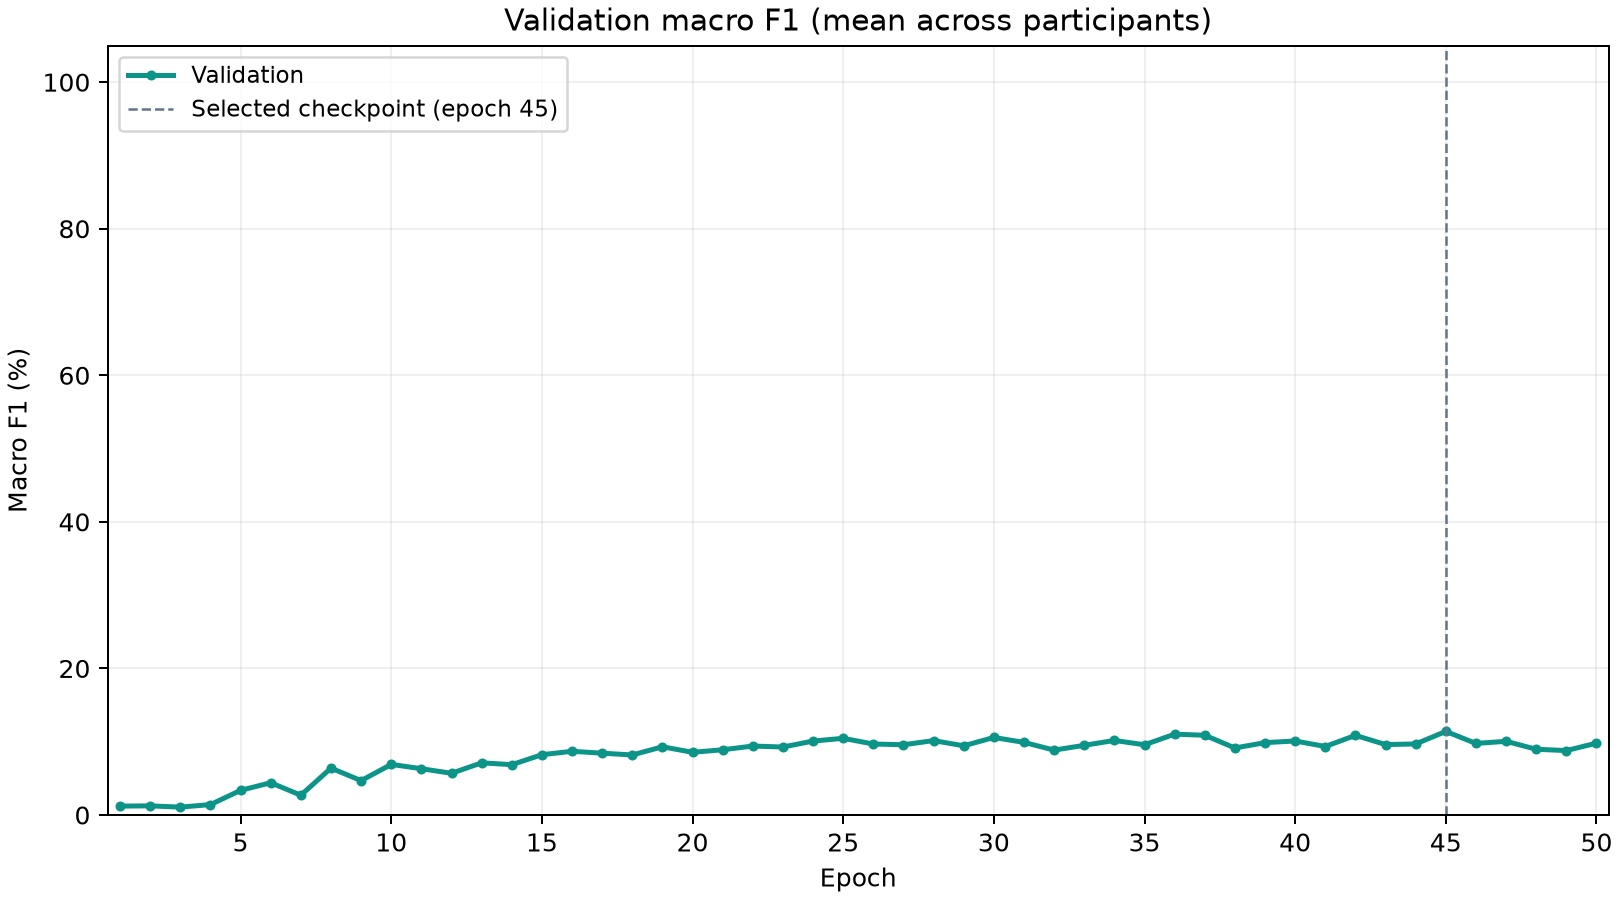 Validation macro F1 (mean across participants)
Validation
Selected checkpoint (epoch 45)
Macro F1 (%)
100
80
60
40
20
0
5 10 15 20 25 30 35 40 45 50
Epoch